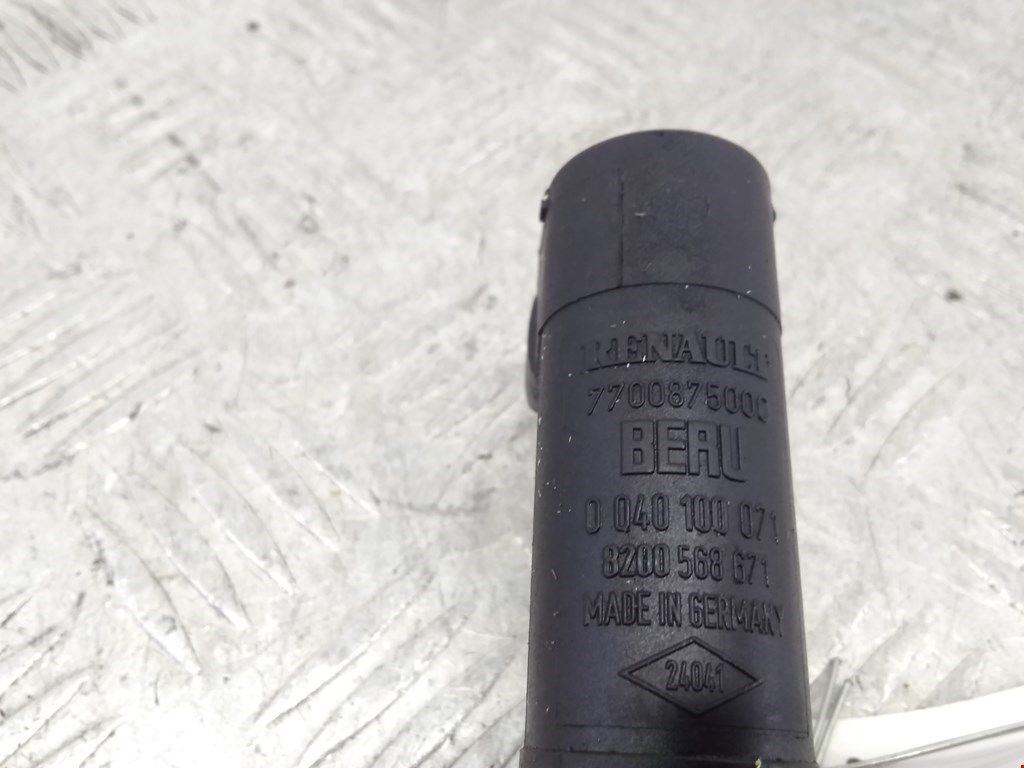 RENAULT
7700875000
BERU
0 040 100 071
8200 568 671
MADE IN GERMANY
24041